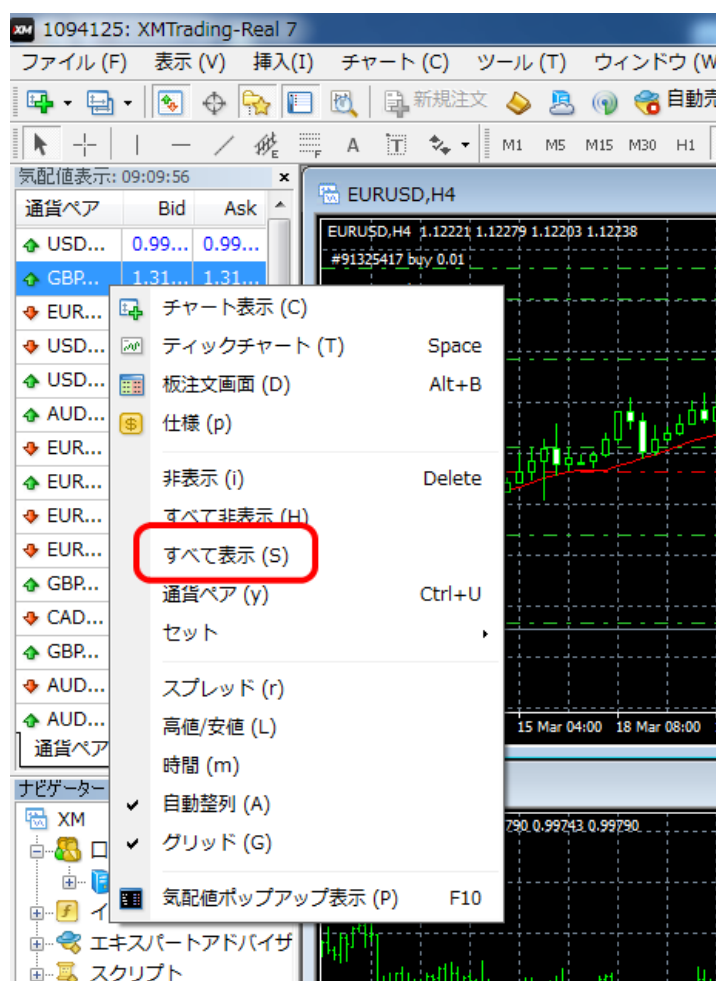 1094125: XMTrading-Real 7
ファイル (F) 表示 (V) 挿入(I) チャート (C) ツール (T) ウィンドウ (W
新規注文 自動売
A T M1 M5 M15 M30 H1
気配値表示: 09:09:56
通貨ペア Bid Ask
USD... 0.99... 0.99...
GBP... 1.31... 1.31...
EUR...
USD...
USD...
AUD...
EUR...
EUR...
EUR...
EUR...
GBP...
CAD...
GBP...
AUD...
AUD...
通貨ペア
チャート表示 (C)
ティックチャート (T) Space
板注文画面 (D) Alt+B
仕様 (p)
非表示 (i) Delete
すべて非表示 (H)
すべて表示 (S)
通貨ペア (y) Ctrl+U
セット
スプレッド (r)
高値/安値 (L)
時間 (m)
自動整列 (A)
グリッド (G)
気配値ポップアップ表示 (P) F10
EURUSD,H4
EURUSD,H4 1.12221 1.12279 1.12203 1.12238
#91325417 buy 0.01
15 Mar 04:00 18 Mar 08:00
790 0.99743 0.99790
ナビゲーター
XM
口
イ
エキスパートアドバイザ
スクリプト